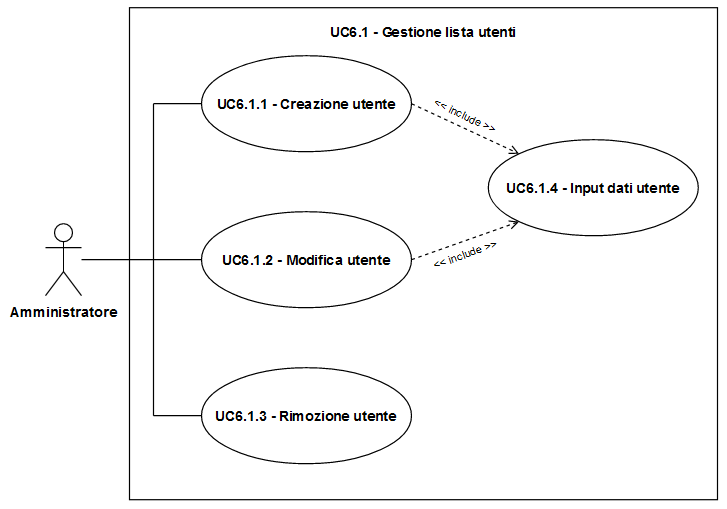 UC6.1 - Gestione lista utenti
UC6.1.1 - Creazione utente
<< include >>
UC6.1.4 - Input dati utente
UC6.1.2 - Modifica utente
<< include >>
Amministratore
UC6.1.3 - Rimozione utente